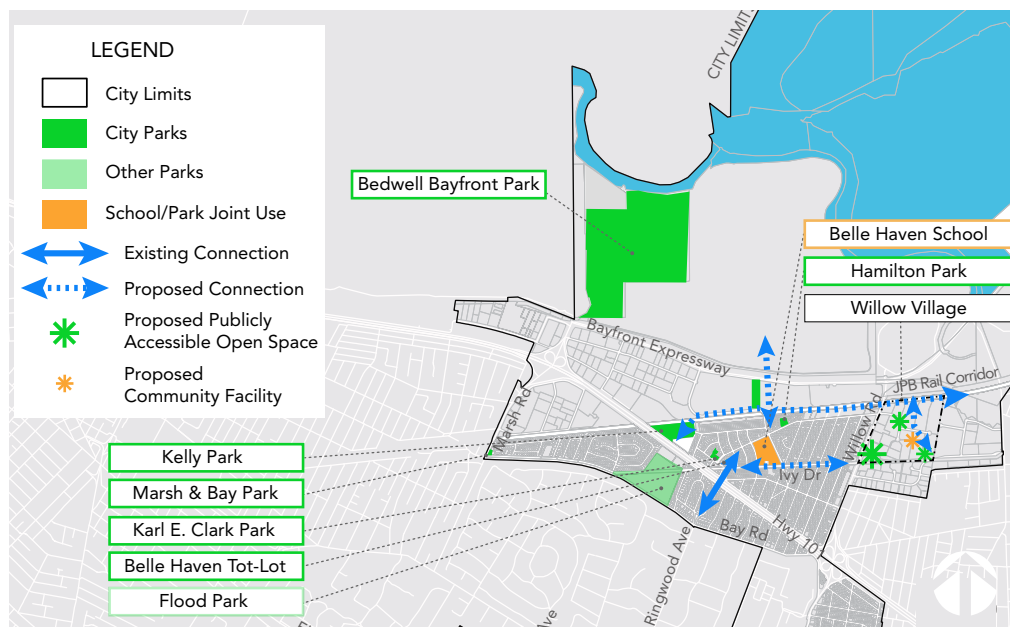 LEGEND
City Limits
City Parks
Other Parks
School/Park Joint Use
Existing Connection
Proposed Connection
Proposed Publicly
Accessible Open Space
Proposed
Community Facility
CITY LIMITS
Bedwell Bayfront Park
Belle Haven School
Hamilton Park
Willow Village
Bayfront Expressway
JPB Rail Corridor
Marsh Rd
Willow Rd
Ivy Dr
Hwy 101
Bay Rd
Ringwood Ave
Ave
Kelly Park
Marsh & Bay Park
Karl E. Clark Park
Belle Haven Tot-Lot
Flood Park